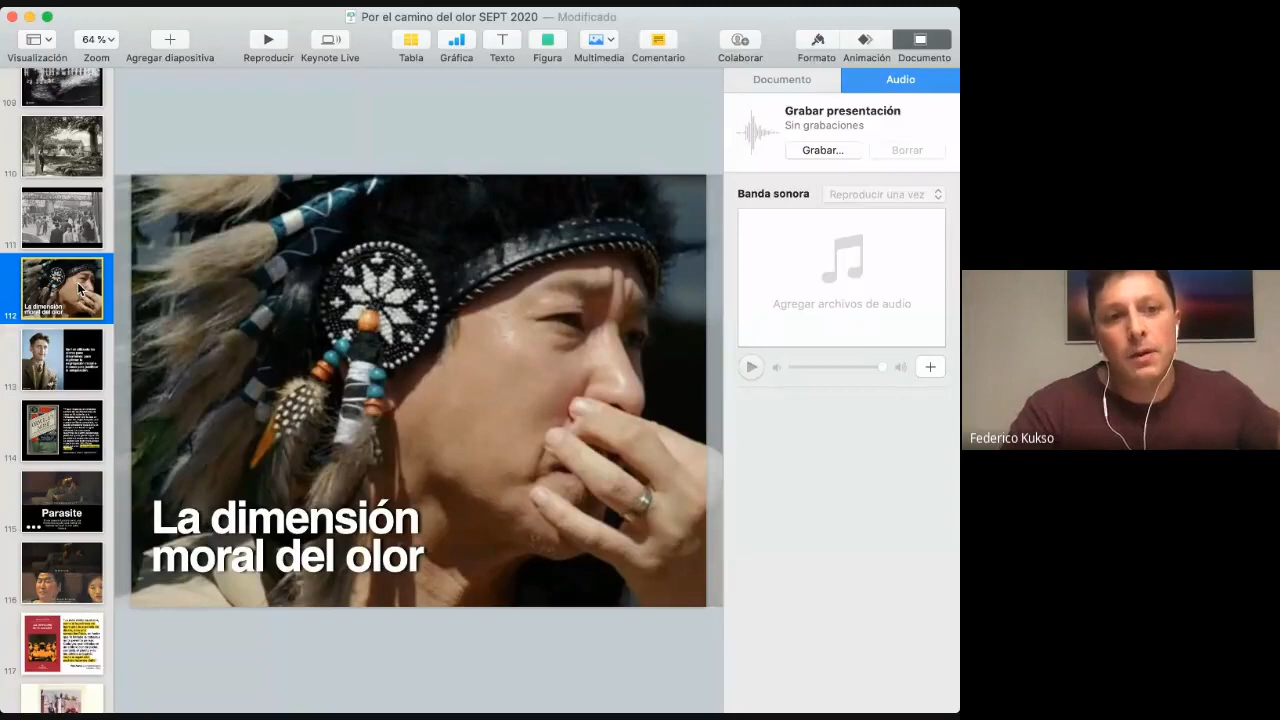 Por el camino del olor SEPT 2020 — Modificado
64 %
Visualización
Zoom
Agregar diapositiva
Reproducir
Keynote Live
Tabla
Gráfica
Texto
Figura
Multimedia
Comentario
Colaborar
Formato
Animación
Documento
Documento
Audio
Grabar presentación
Sin grabaciones
Grabar...
Borrar
Banda sonora
Reproducir una vez
Agregar archivos de audio
109
110
111
La dimensión
moral del olor
112
113
114
Parasite
115
116
117
La dimensión
moral del olor
Federico Kukso